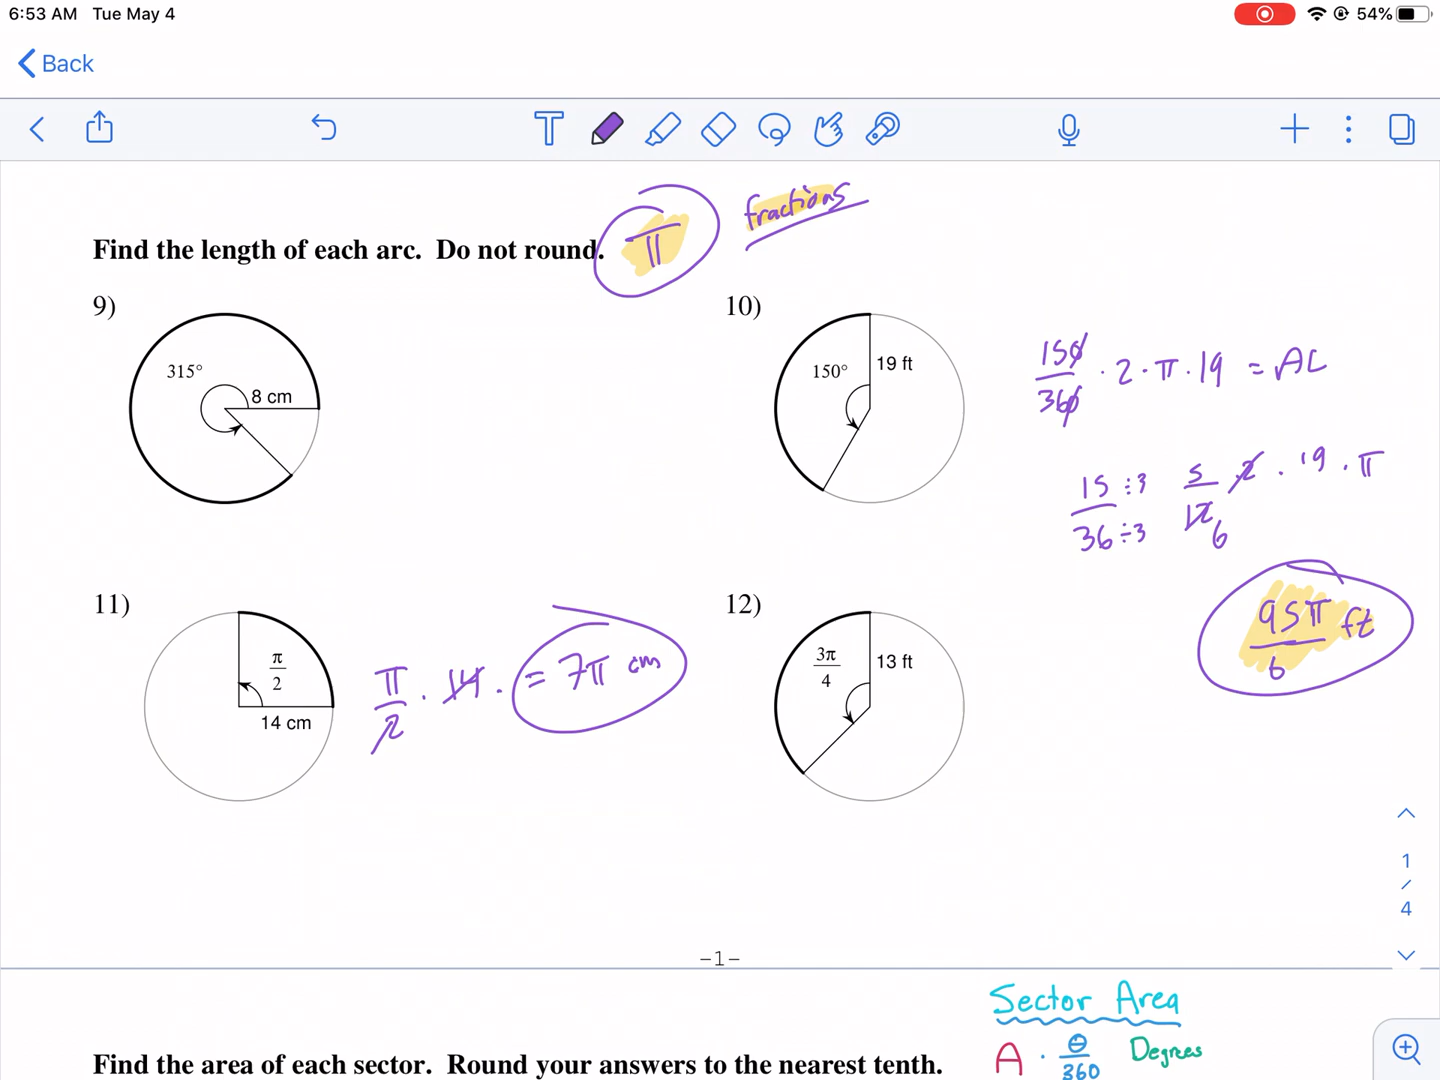 6:53 AM Tue May 4
54%
Back
T
fractions
Find the length of each arc. Do not round. π
9)
315°
8 cm
10)
150°
19 ft
150/360 · 2 · π · 19 = AL
15 ÷3 / 36 ÷3
5/12 2 · 19 · π
6
95π/6 ft
11)
π/2
14 cm
π/2 · 14 · = 7π cm
12)
3π/4
13 ft
1
/
4
-1-
Sector Area
Find the area of each sector. Round your answers to the nearest tenth.
A · θ/360 Degrees